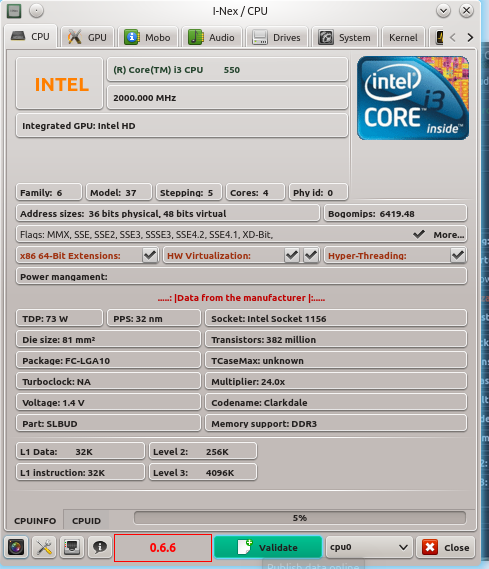 I-Nex / CPU
CPU GPU Mobo Audio Drives System Kernel
INTEL
(R) Core(TM) i3 CPU 550
2000.000 MHz
Integrated GPU: Intel HD
intel
i3
CORE
inside™
Family: 6 Model: 37 Stepping: 5 Cores: 4 Phy id: 0
Address sizes: 36 bits physical, 48 bits virtual Bogomips: 6419.48
Flags: MMX, SSE, SSE2, SSE3, SSSE3, SSE4.2, SSE4.1, XD-Bit, More...
x86 64-Bit Extensions: HW Virtualization: Hyper-Threading:
Power mangament:
.....: |Data from the manufacturer |:.....
TDP: 73 W PPS: 32 nm Socket: Intel Socket 1156
Die size: 81 mm² Transistors: 382 million
Package: FC-LGA10 TCaseMax: unknown
Turboclock: NA Multiplier: 24.0x
Voltage: 1.4 V Codename: Clarkdale
Part: SLBUD Memory support: DDR3
L1 Data: 32K Level 2: 256K
L1 instruction: 32K Level 3: 4096K
5%
CPUINFO CPUID
0.6.6 Validate cpu0 Close
Publish data online